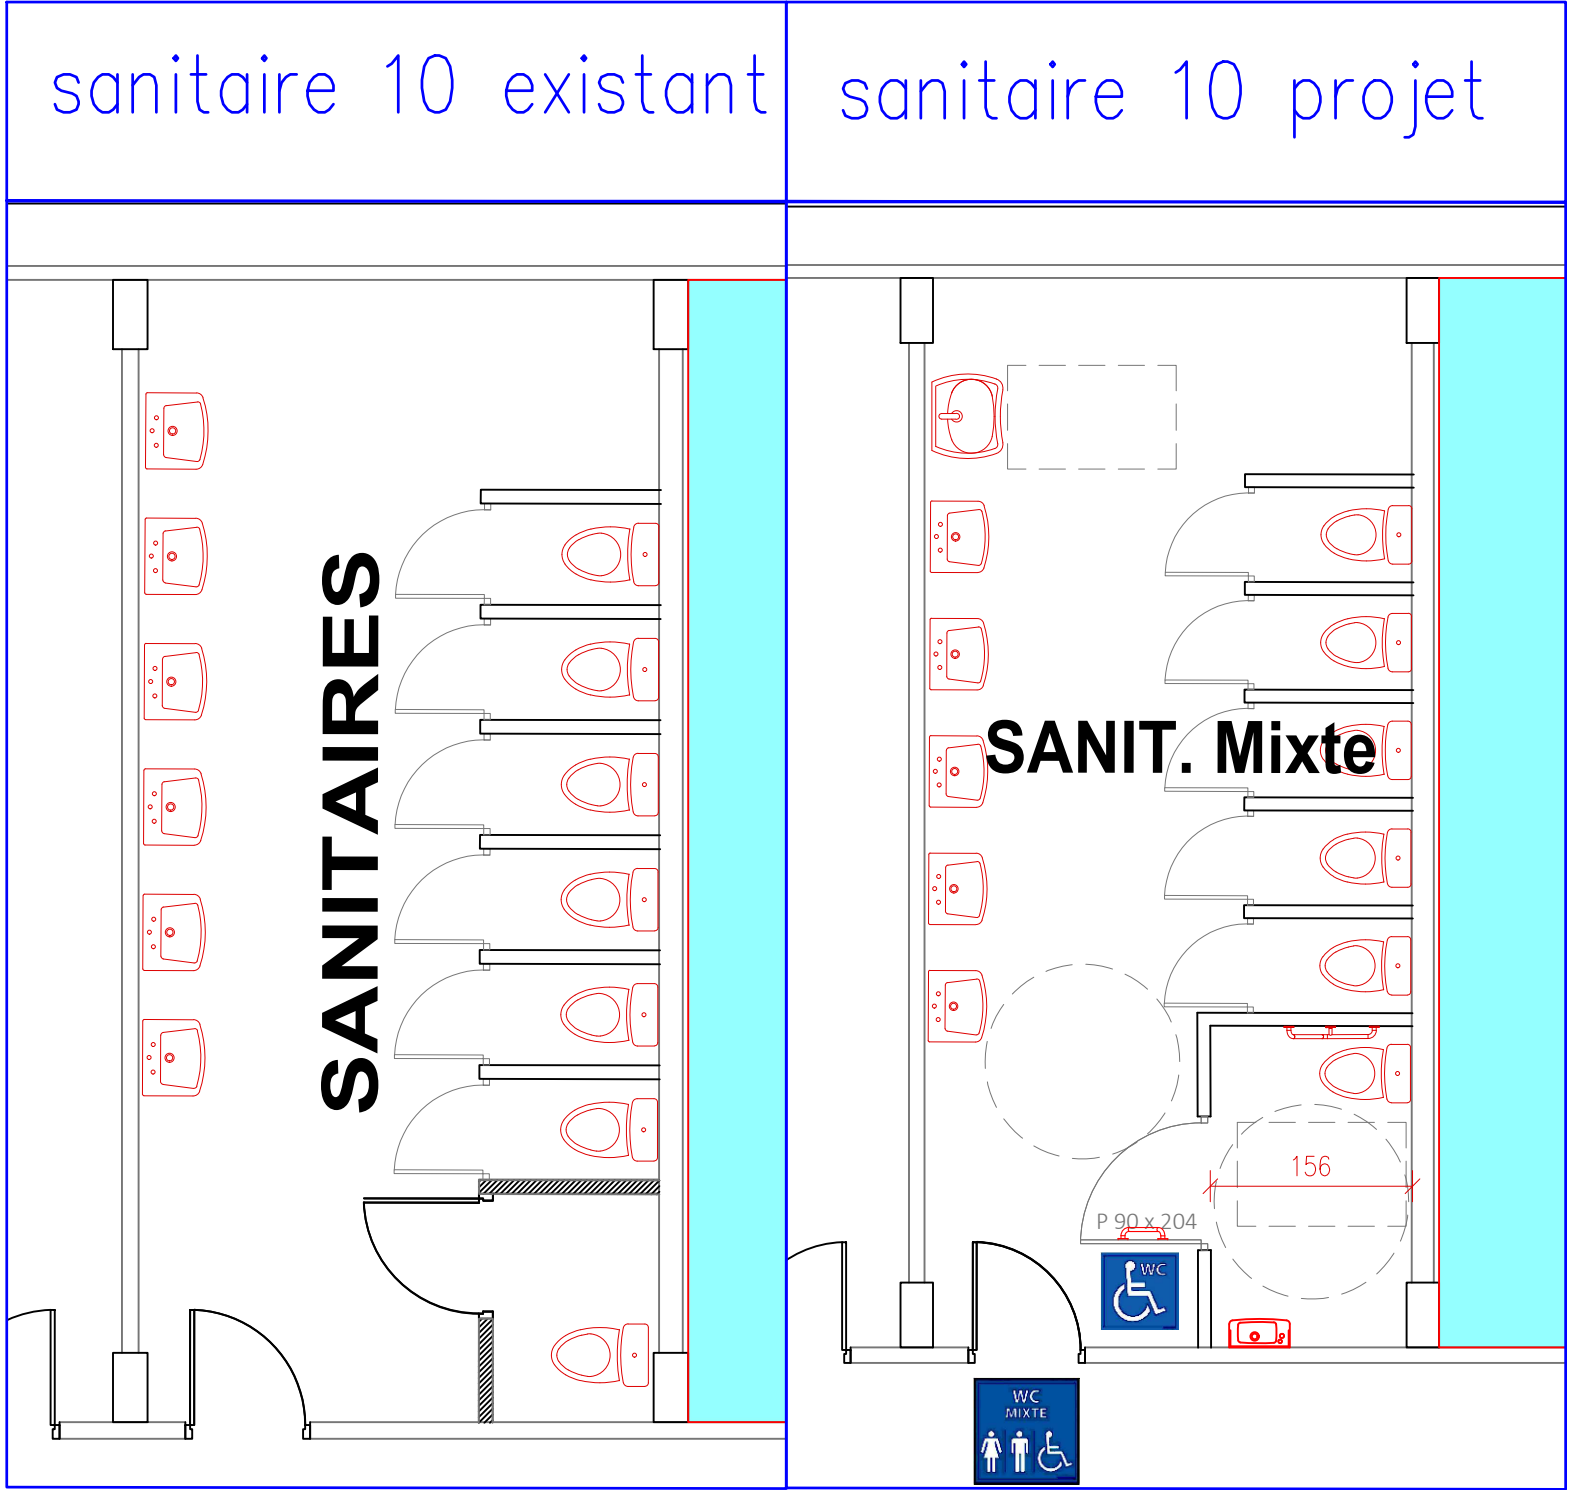 sanitaire 10 existant
sanitaire 10 projet
SANITAIRES
SANIT. Mixte
156
P 90 x 204
WC
WC
MIXTE